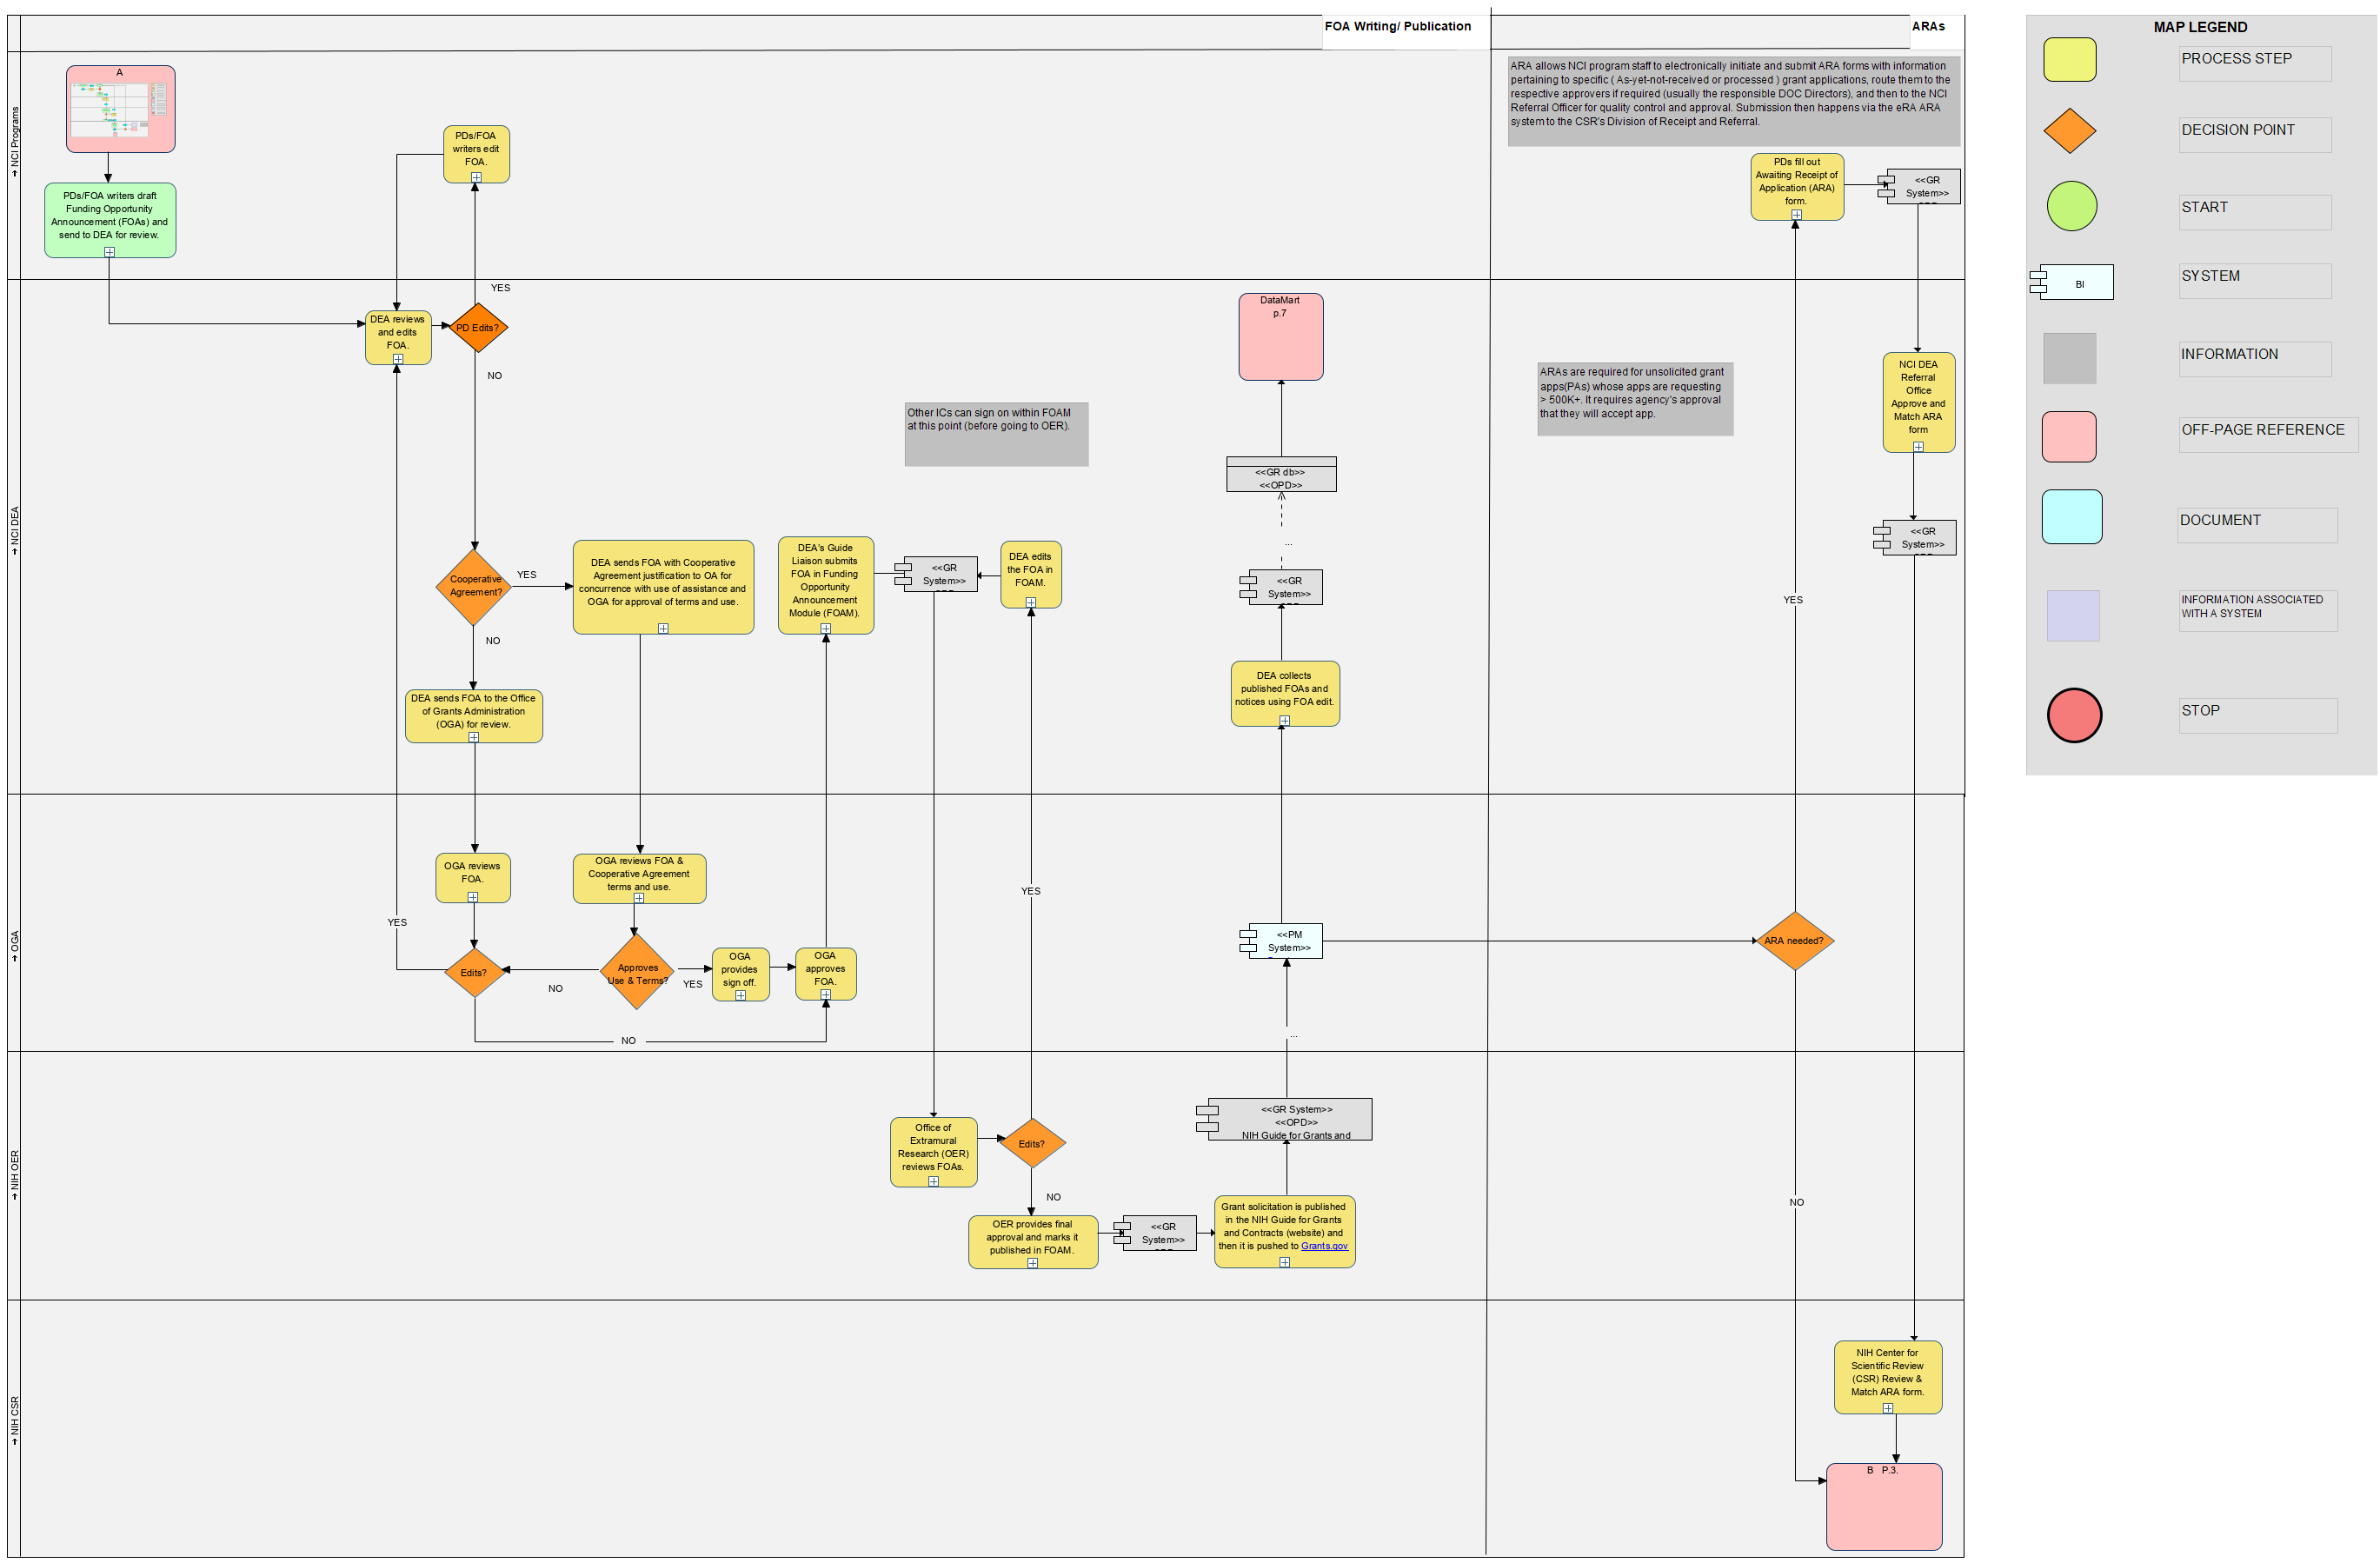 FOA Writing/ Publication
ARAs
➔ NCI Programs
A
PDs/FOA writers draft
Funding Opportunity
Announcement (FOAs) and
send to DEA for review.
PDs/FOA
writers edit
FOA.
ARA allows NCI program staff to electronically initiate and submit ARA forms with information
pertaining to specific ( As-yet-not-received or processed ) grant applications, route them to the
respective approvers if required (usually the responsible DOC Directors), and then to the NCI
Referral Officer for quality control and approval. Submission then happens via the eRA ARA
system to the CSR's Division of Receipt and Referral.
PDs fill out
Awaiting Receipt of
Application (ARA)
form.
<<GR
System>>
➔ NCI DEA
YES
DEA reviews
and edits
FOA.
PD Edits?
NO
DataMart
p.7
Other ICs can sign on within FOAM
at this point (before going to OER).
ARAs are required for unsolicited grant
apps(PAs) whose apps are requesting
> 500K+. It requires agency's approval
that they will accept app.
NCI DEA
Referral
Office
Approve and
Match ARA
form
<<GR db>>
<<OPD>>
...
<<GR
System>>
Cooperative
Agreement?
YES
NO
DEA sends FOA with Cooperative
Agreement justification to OA for
concurrence with use of assistance and
OGA for approval of terms and use.
DEA's Guide
Liaison submits
FOA in Funding
Opportunity
Announcement
Module (FOAM).
<<GR
System>>
DEA edits
the FOA in
FOAM.
<<GR
System>>
YES
DEA sends FOA to the Office
of Grants Administration
(OGA) for review.
DEA collects
published FOAs and
notices using FOA edit.
➔ OGA
OGA reviews
FOA.
OGA reviews FOA &
Cooperative Agreement
terms and use.
YES
YES
Edits?
NO
Approves
Use & Terms?
YES
OGA
provides
sign off.
OGA
approves
FOA.
NO
<<PM
System>>
ARA needed?
...
➔ NIH OER
Office of
Extramural
Research (OER)
reviews FOAs.
Edits?
NO
<<GR System>>
<<OPD>>
NIH Guide for Grants and
OER provides final
approval and marks it
published in FOAM.
<<GR
System>>
Grant solicitation is published
in the NIH Guide for Grants
and Contracts (website) and
then it is pushed to Grants.gov
NO
➔ NIH CSR
NIH Center for
Scientific Review
(CSR) Review &
Match ARA form.
B P.3.
MAP LEGEND
PROCESS STEP
DECISION POINT
START
BI
SYSTEM
INFORMATION
OFF-PAGE REFERENCE
DOCUMENT
INFORMATION ASSOCIATED
WITH A SYSTEM
STOP